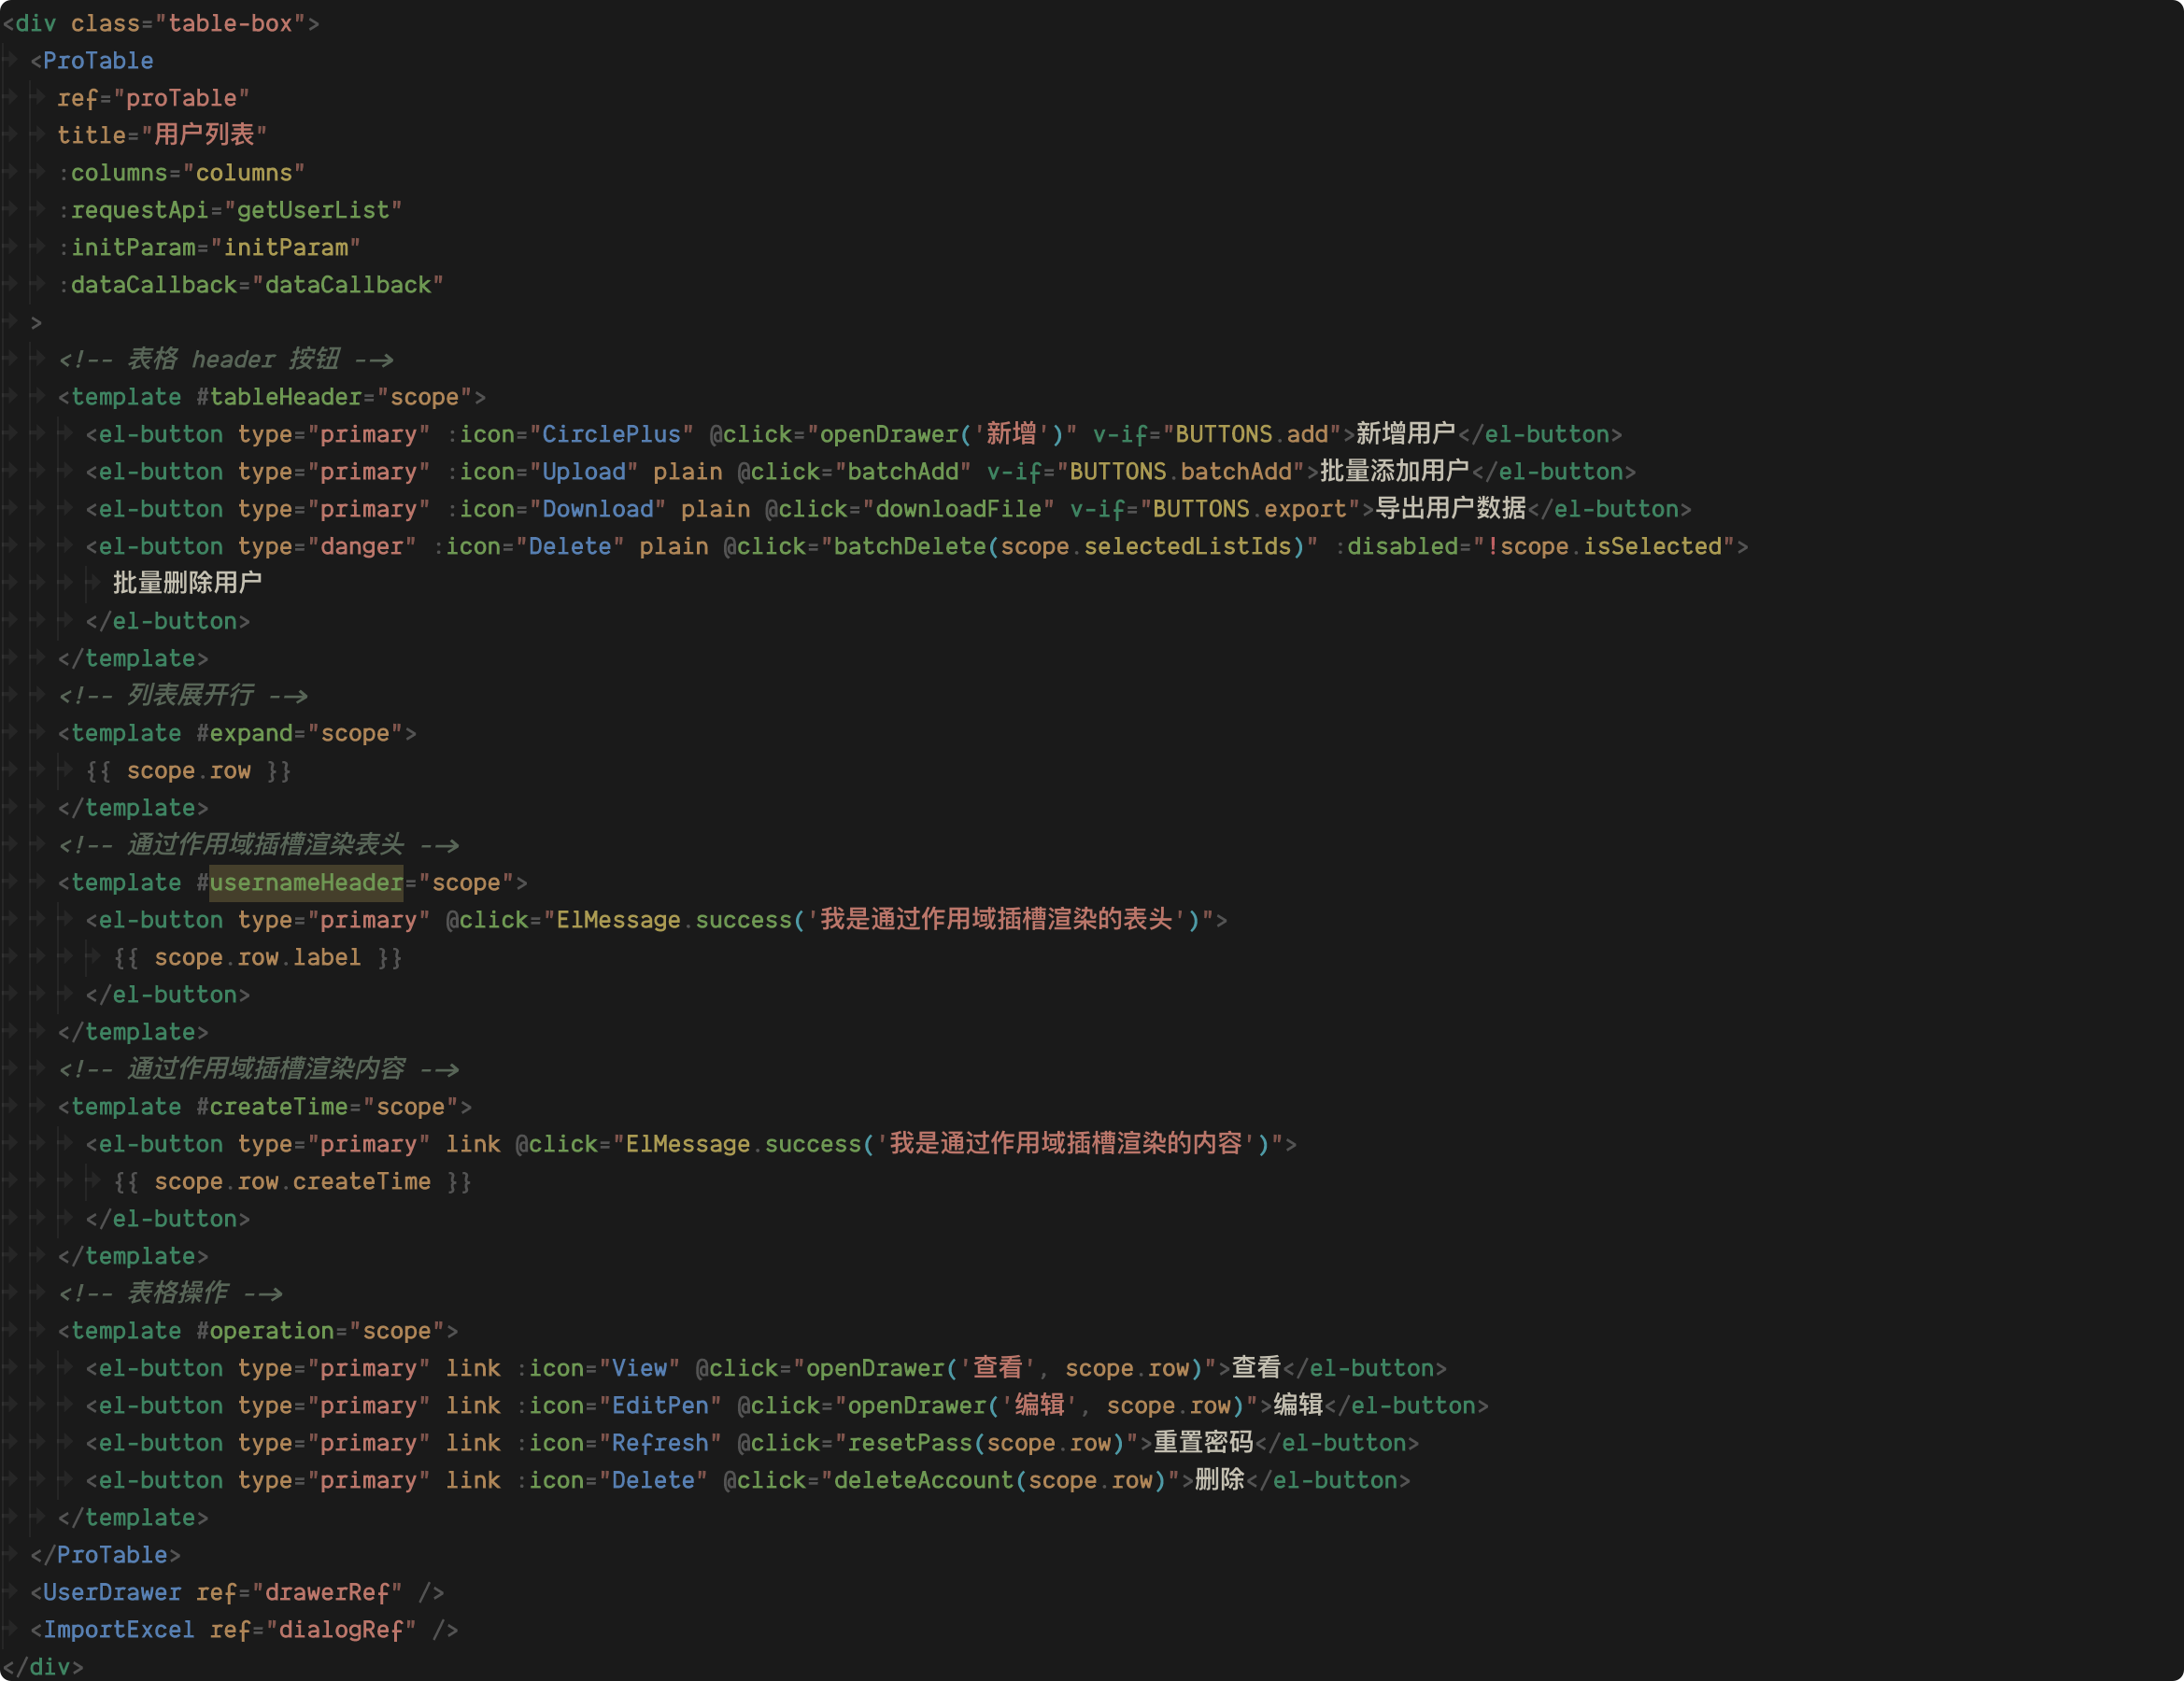 <div class="table-box">
<ProTable
ref="proTable"
title="用户列表"
:columns="columns"
:requestApi="getUserList"
:initParam="initParam"
:dataCallback="dataCallback"
>
<!-- 表格 header 按钮 -->
<template #tableHeader="scope">
<el-button type="primary" :icon="CirclePlus" @click="openDrawer('新增')" v-if="BUTTONS.add">新增用户</el-button>
<el-button type="primary" :icon="Upload" plain @click="batchAdd" v-if="BUTTONS.batchAdd">批量添加用户</el-button>
<el-button type="primary" :icon="Download" plain @click="downloadFile" v-if="BUTTONS.export">导出用户数据</el-button>
<el-button type="danger" :icon="Delete" plain @click="batchDelete(scope.selectedListIds)" :disabled="!scope.isSelected">
批量删除用户
</el-button>
</template>
<!-- 列表展开行 -->
<template #expand="scope">
{{ scope.row }}
</template>
<!-- 通过作用域插槽渲染表头 -->
<template #usernameHeader="scope">
<el-button type="primary" @click="ElMessage.success('我是通过作用域插槽渲染的表头')">
{{ scope.row.label }}
</el-button>
</template>
<!-- 通过作用域插槽渲染内容 -->
<template #createTime="scope">
<el-button type="primary" link @click="ElMessage.success('我是通过作用域插槽渲染的内容')">
{{ scope.row.createTime }}
</el-button>
</template>
<!-- 表格操作 -->
<template #operation="scope">
<el-button type="primary" link :icon="View" @click="openDrawer('查看', scope.row)">查看</el-button>
<el-button type="primary" link :icon="EditPen" @click="openDrawer('编辑', scope.row)">编辑</el-button>
<el-button type="primary" link :icon="Refresh" @click="resetPass(scope.row)">重置密码</el-button>
<el-button type="primary" link :icon="Delete" @click="deleteAccount(scope.row)">删除</el-button>
</template>
</ProTable>
<UserDrawer ref="drawerRef" />
<ImportExcel ref="dialogRef" />
</div>